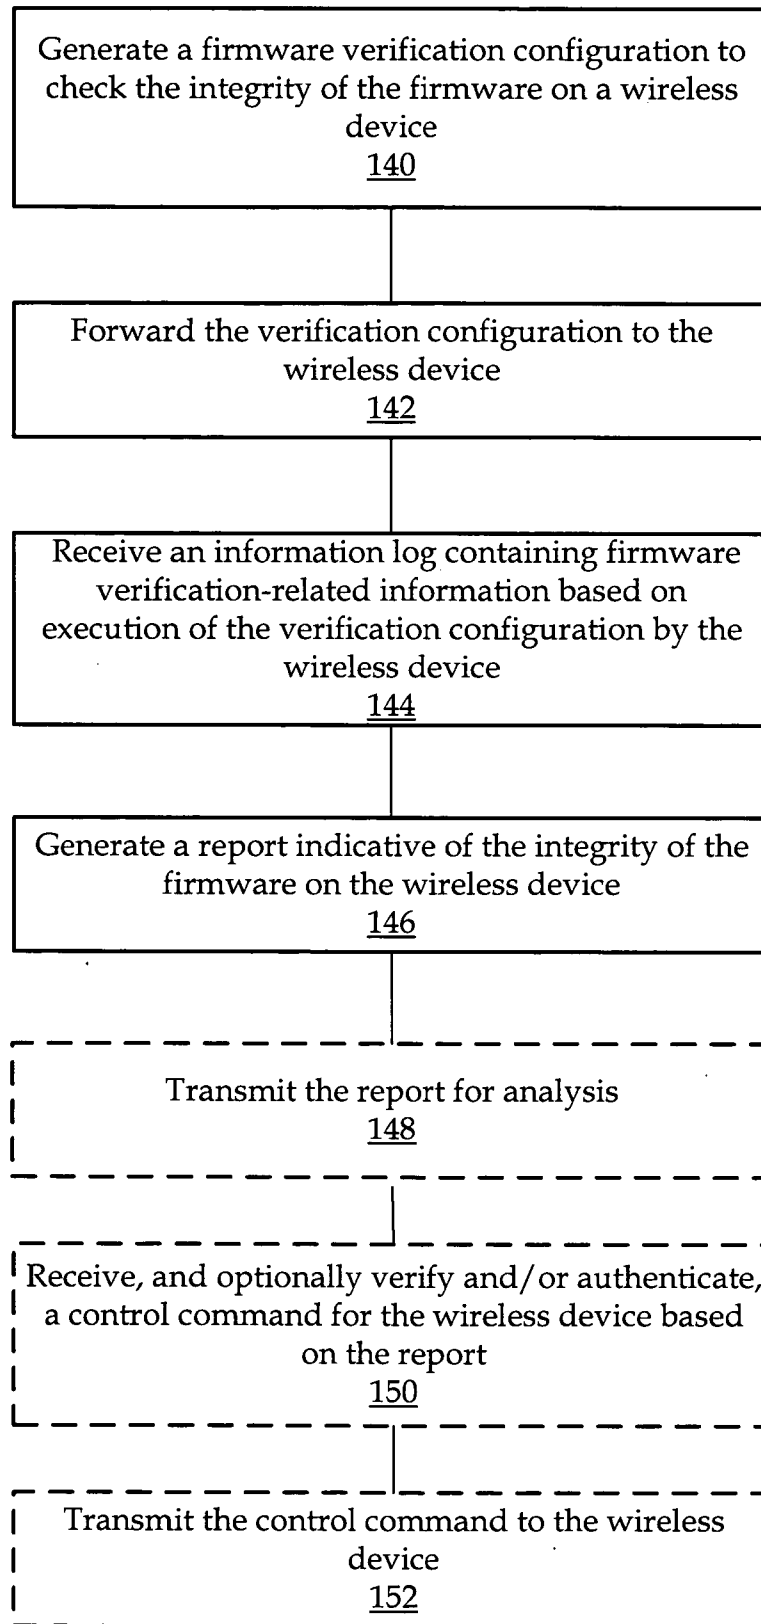 Generate a firmware verification configuration to
check the integrity of the firmware on a wireless
device
140
Forward the verification configuration to the
wireless device
142
Receive an information log containing firmware
verification-related information based on
execution of the verification configuration by the
wireless device
144
Generate a report indicative of the integrity of the
firmware on the wireless device
146
Transmit the report for analysis
148
Receive, and optionally verify and/or authenticate,
a control command for the wireless device based
on the report
150
Transmit the control command to the wireless
device
152